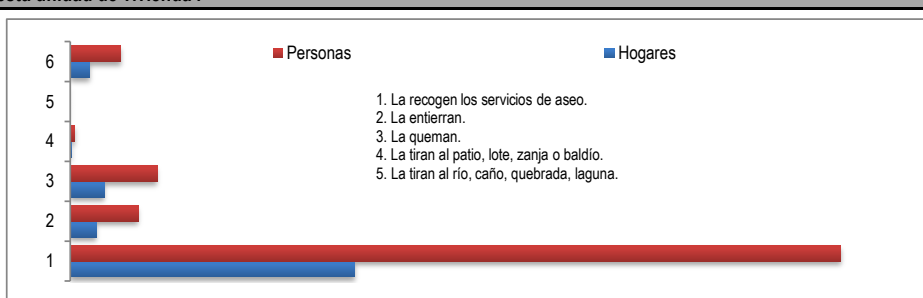 6
Personas
Hogares
5
1. La recogen los servicios de aseo.
2. La entierran.
4
3. La queman.
4. La tiran al patio, lote, zanja o baldío.
3
5. La tiran al río, caño, quebrada, laguna.
2
1